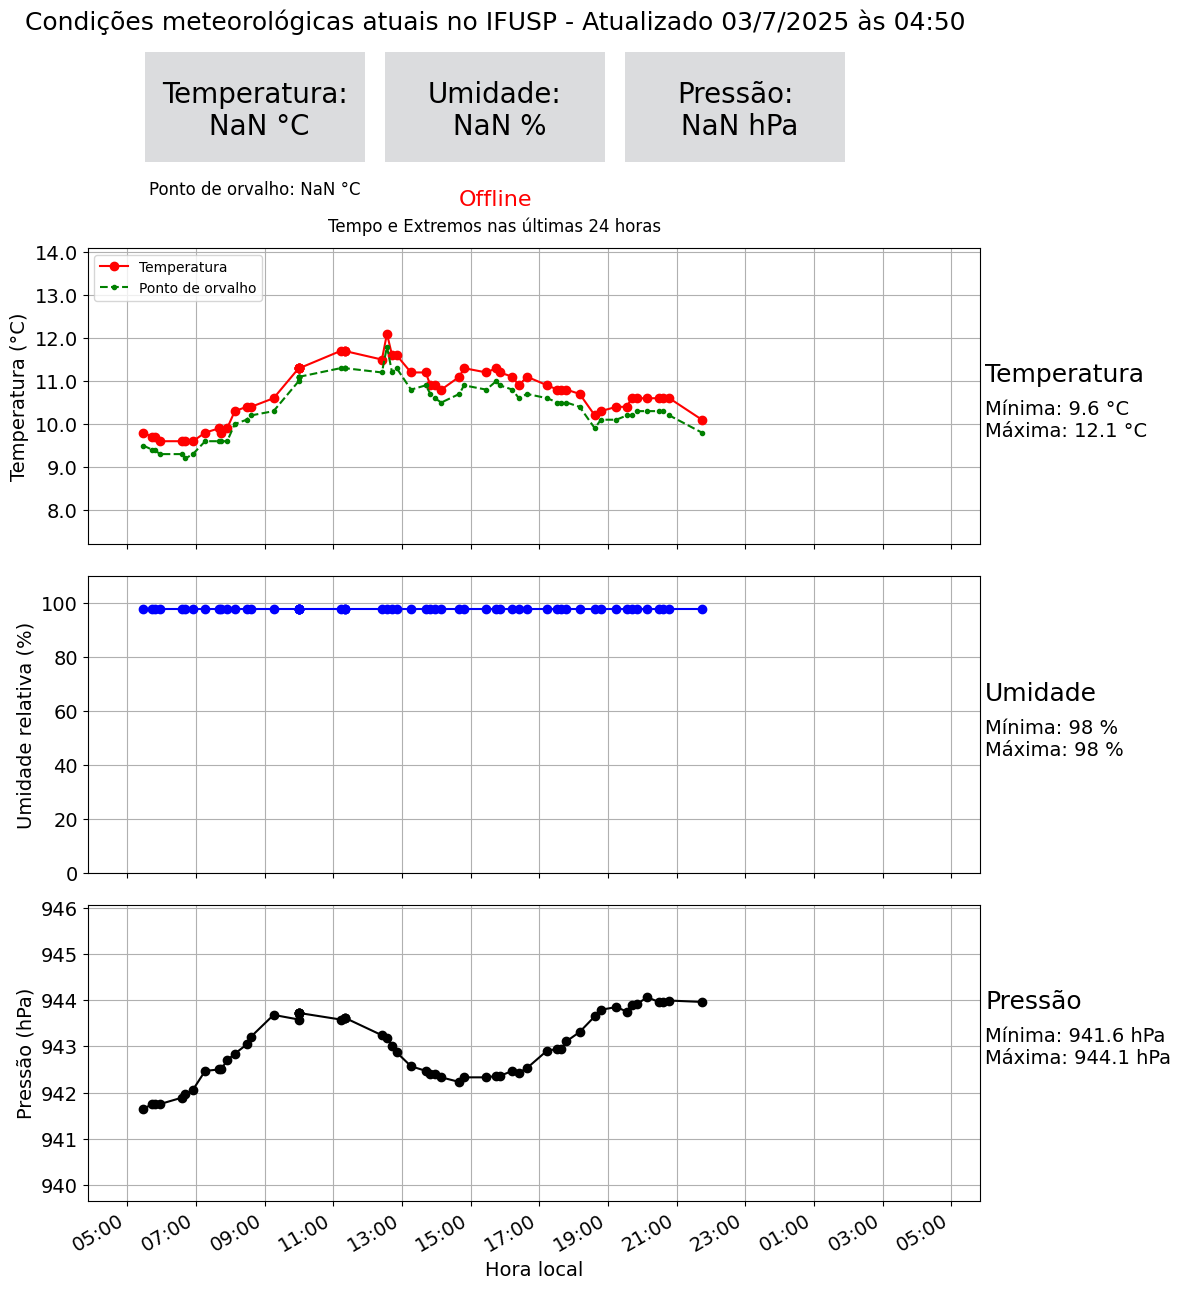 Condições meteorológicas atuais no IFUSP - Atualizado 03/7/2025 às 04:50
Temperatura:
NaN °C
Umidade:
NaN %
Pressão:
NaN hPa
Ponto de orvalho: NaN °C
Offline
Tempo e Extremos nas últimas 24 horas
Temperatura (°C)
14.0
13.0
12.0
11.0
10.0
9.0
8.0
Temperatura
Ponto de orvalho
Temperatura
Mínima: 9.6 °C
Máxima: 12.1 °C
Umidade relativa (%)
100
80
60
40
20
0
Umidade
Mínima: 98 %
Máxima: 98 %
Pressão (hPa)
946
945
944
943
942
941
940
Pressão
Mínima: 941.6 hPa
Máxima: 944.1 hPa
05:00 07:00 09:00 11:00 13:00 15:00 17:00 19:00 21:00 23:00 01:00 03:00 05:00
Hora local